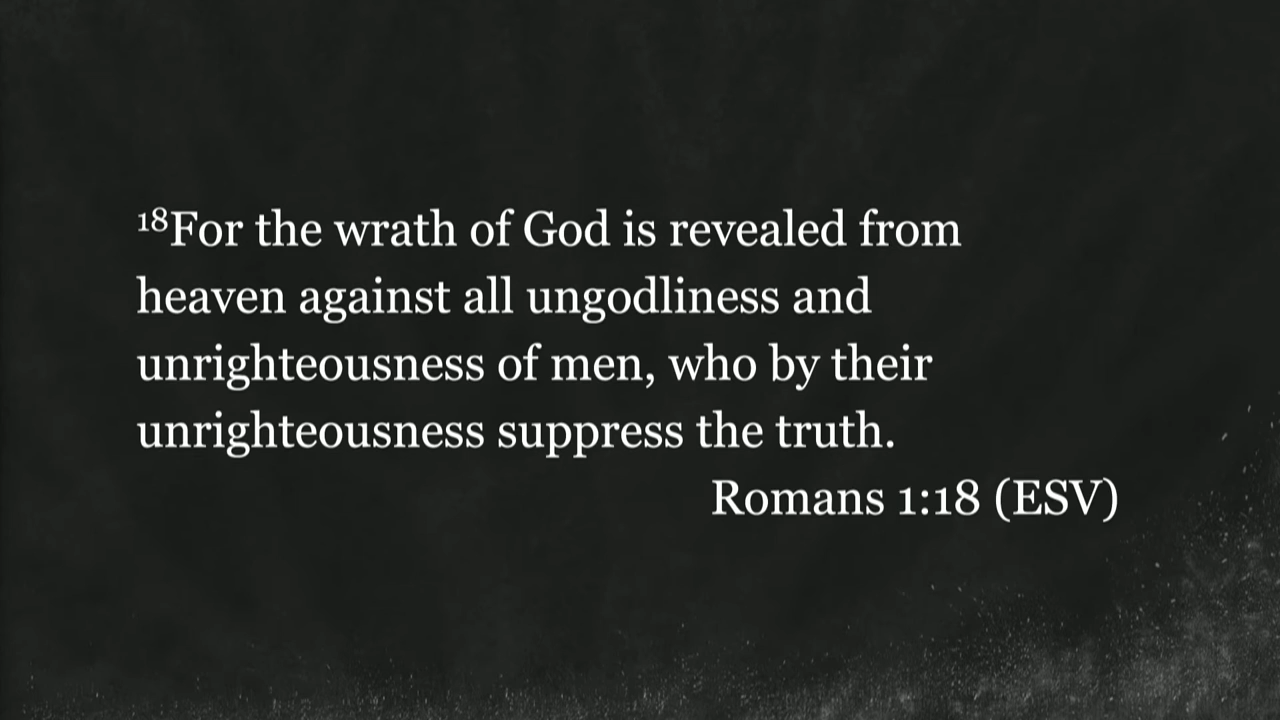 ¹⁸For the wrath of God is revealed from
heaven against all ungodliness and
unrighteousness of men, who by their
unrighteousness suppress the truth.
Romans 1:18 (ESV)